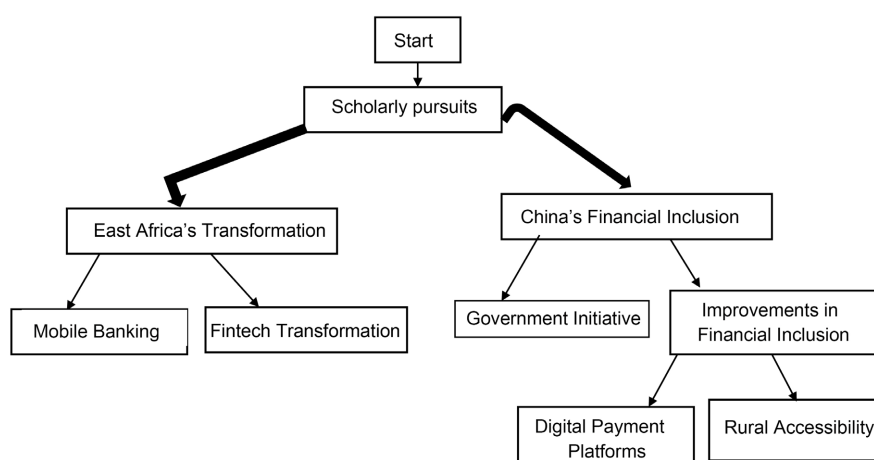 Start
Scholarly pursuits
East Africa's Transformation
China's Financial Inclusion
Mobile Banking
Fintech Transformation
Government Initiative
Improvements in
Financial Inclusion
Digital Payment
Platforms
Rural Accessibility